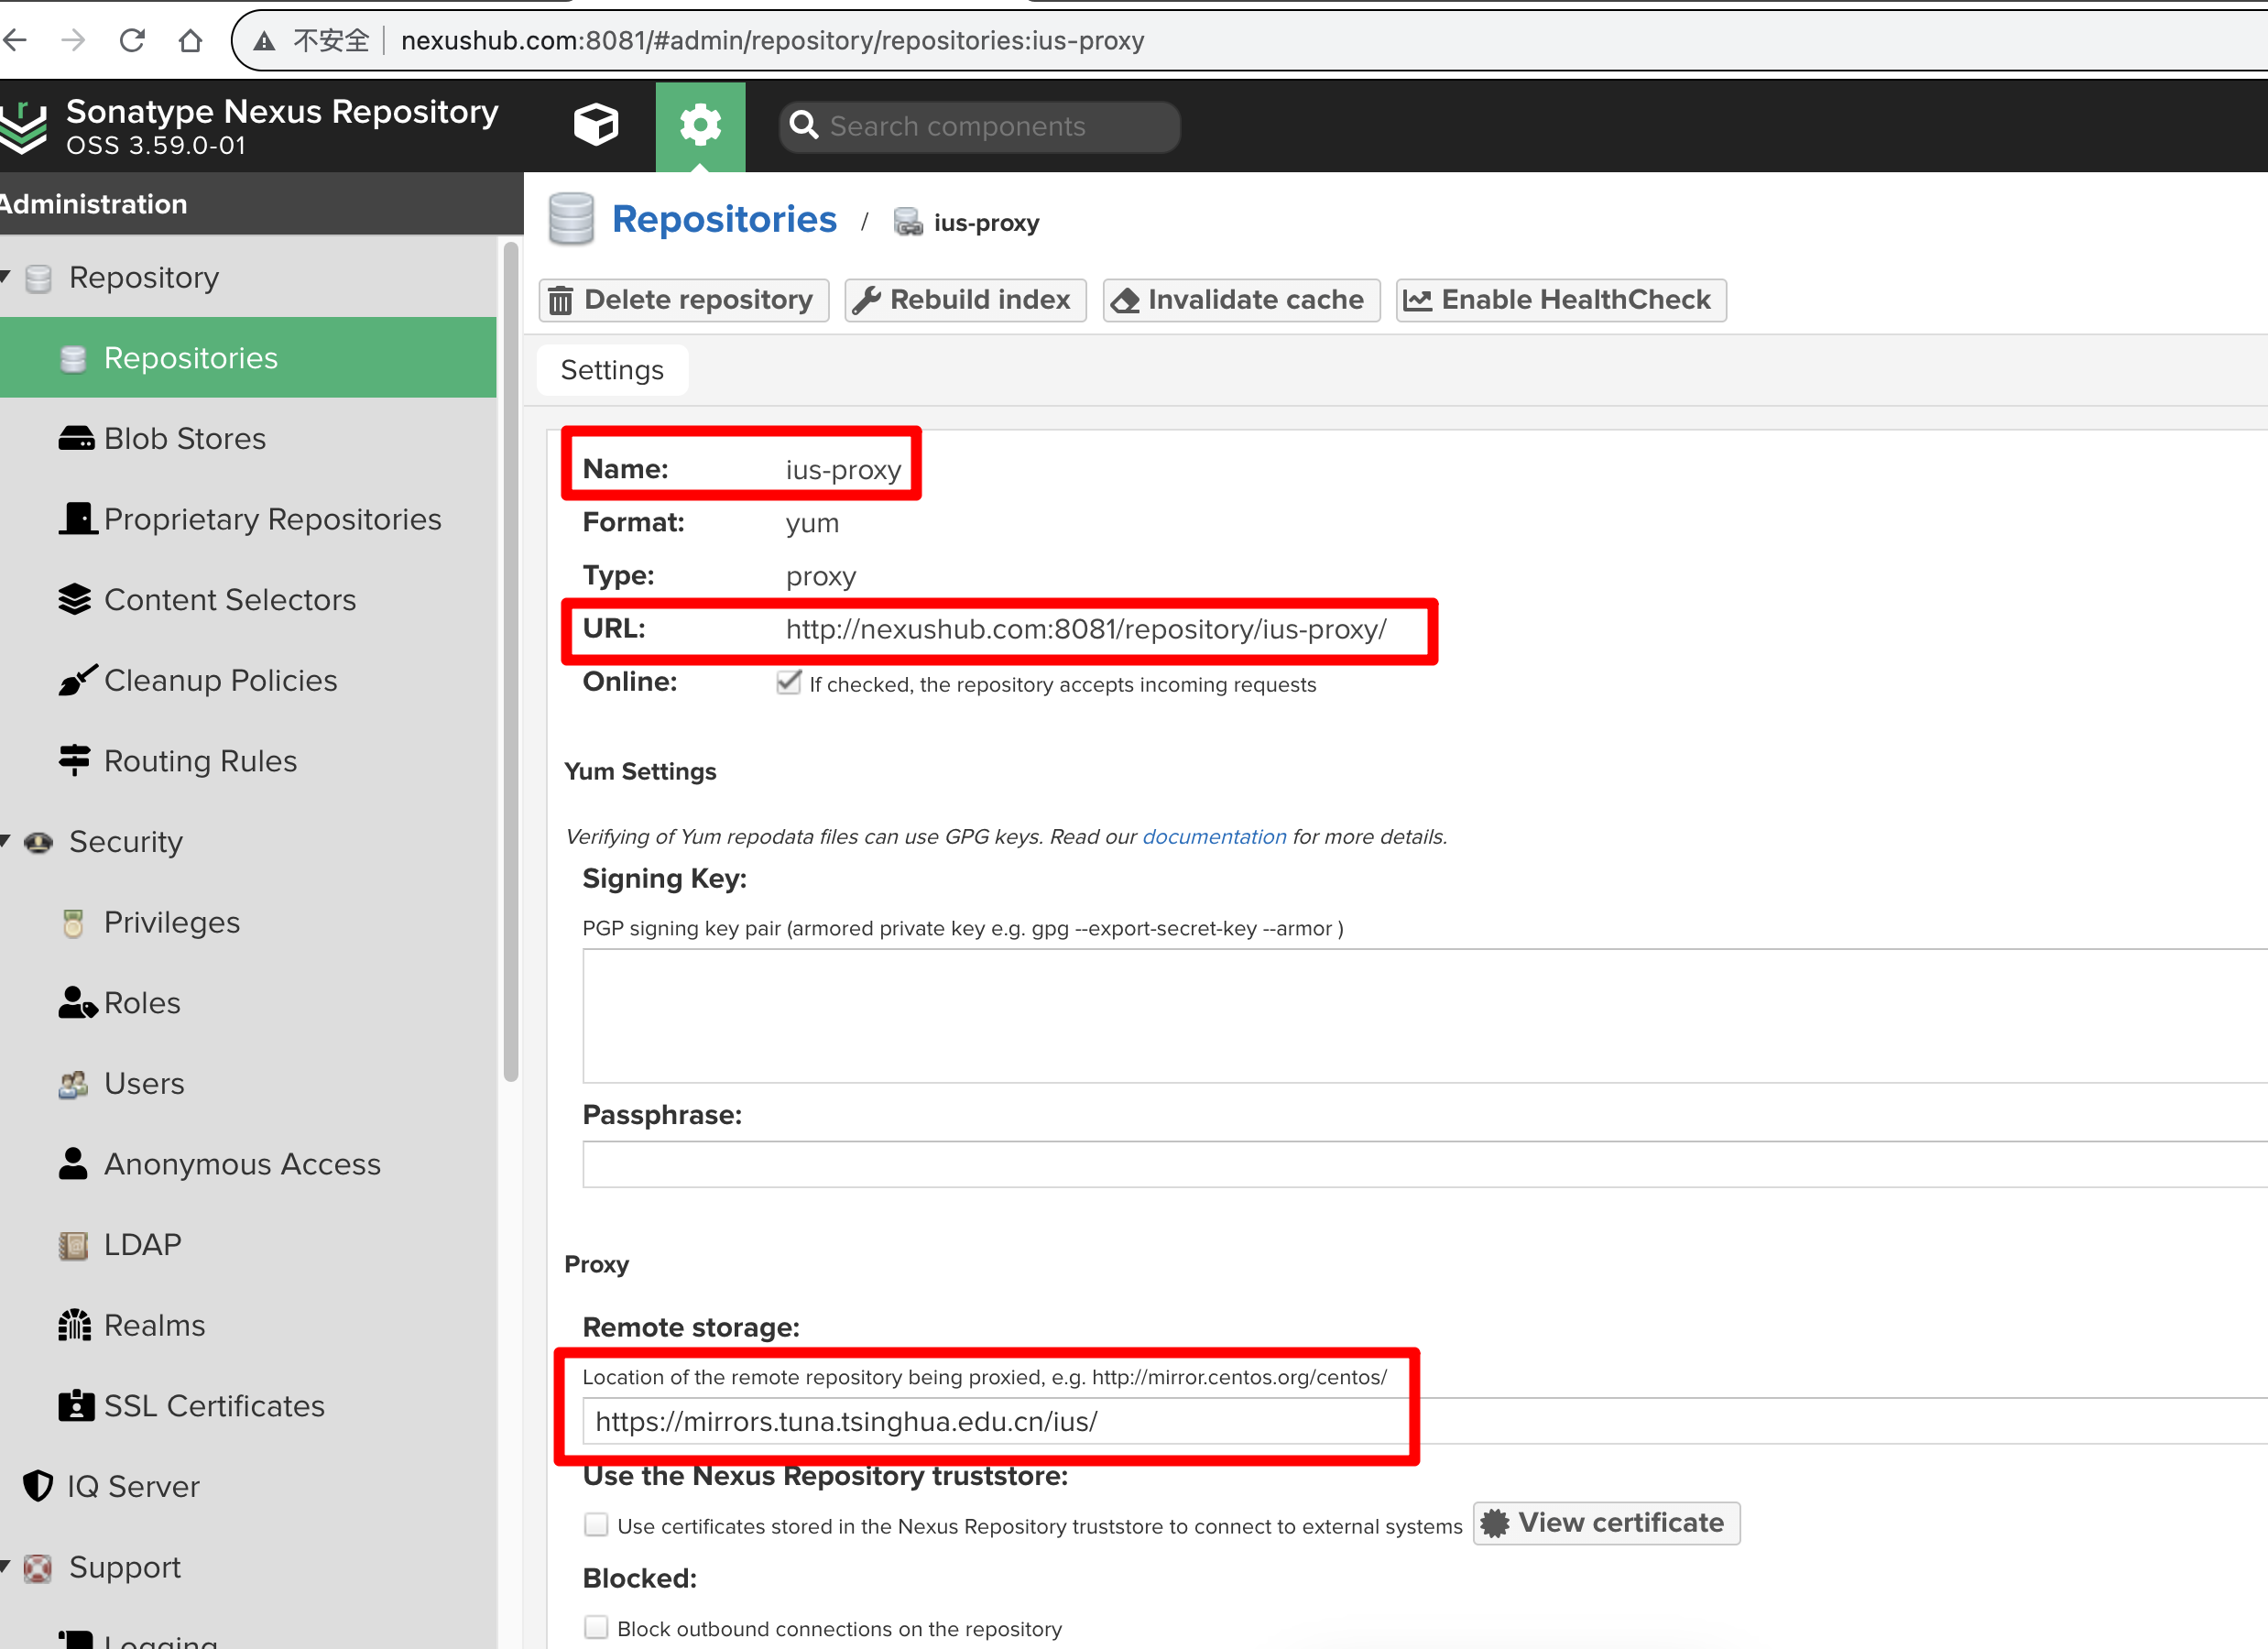 不安全 nexushub.com:8081/#admin/repository/repositories:ius-proxy
Sonatype Nexus Repository
OSS 3.59.0-01
Search components
Administration
Repositories / ius-proxy
Repository
Delete repository Rebuild index Invalidate cache Enable HealthCheck
Repositories
Settings
Blob Stores
Name: ius-proxy
Proprietary Repositories
Format: yum
Type: proxy
Content Selectors
URL: http://nexushub.com:8081/repository/ius-proxy/
Cleanup Policies
Online: If checked, the repository accepts incoming requests
Routing Rules
Yum Settings
Security
Verifying of Yum repodata files can use GPG keys. Read our documentation for more details.
Signing Key:
Privileges
PGP signing key pair (armored private key e.g. gpg --export-secret-key --armor )
Roles
Users
Passphrase:
Anonymous Access
LDAP
Proxy
Realms
Remote storage:
Location of the remote repository being proxied, e.g. http://mirror.centos.org/centos/
SSL Certificates
https://mirrors.tuna.tsinghua.edu.cn/ius/
IQ Server
Use the Nexus Repository truststore:
Use certificates stored in the Nexus Repository truststore to connect to external systems View certificate
Support
Blocked:
Block outbound connections on the repository
Logging